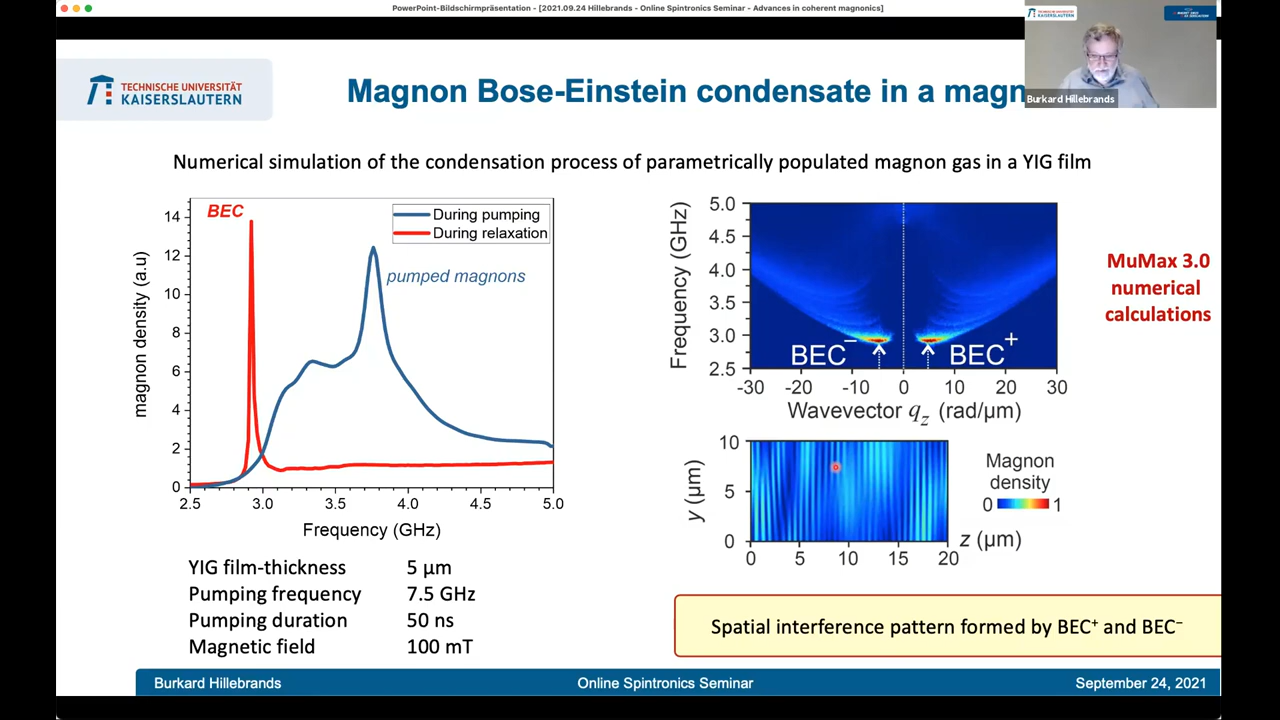 PowerPoint-Bildschirmpräsentation - [2021.09.24 Hillebrands - Online Spintronics Seminar - Advances in coherent magnonics]
TECHNISCHE UNIVERSITÄT
KAISERSLAUTERN
Magnon Bose-Einstein condensate in a magn
TECHNISCHE UNIVERSITÄT
KAISERSLAUTERN
Burkard Hillebrands
Numerical simulation of the condensation process of parametrically populated magnon gas in a YIG film
BEC
During pumping
During relaxation
pumped magnons
magnon density (a.u)
14
12
10
8
6
4
2
0
2.5 3.0 3.5 4.0 4.5 5.0
Frequency (GHz)
YIG film-thickness 5 µm
Pumping frequency 7.5 GHz
Pumping duration 50 ns
Magnetic field 100 mT
Frequency (GHz)
5.0
4.5
4.0
3.5
3.0
2.5
BEC⁻ BEC⁺
-30 -20 -10 0 10 20 30
Wavevector q_z (rad/µm)
MuMax 3.0
numerical
calculations
y (µm)
10
5
0
0 5 10 15 20
z (µm)
Magnon
density
0 1
Spatial interference pattern formed by BEC⁺ and BEC⁻
Burkard Hillebrands Online Spintronics Seminar September 24, 2021